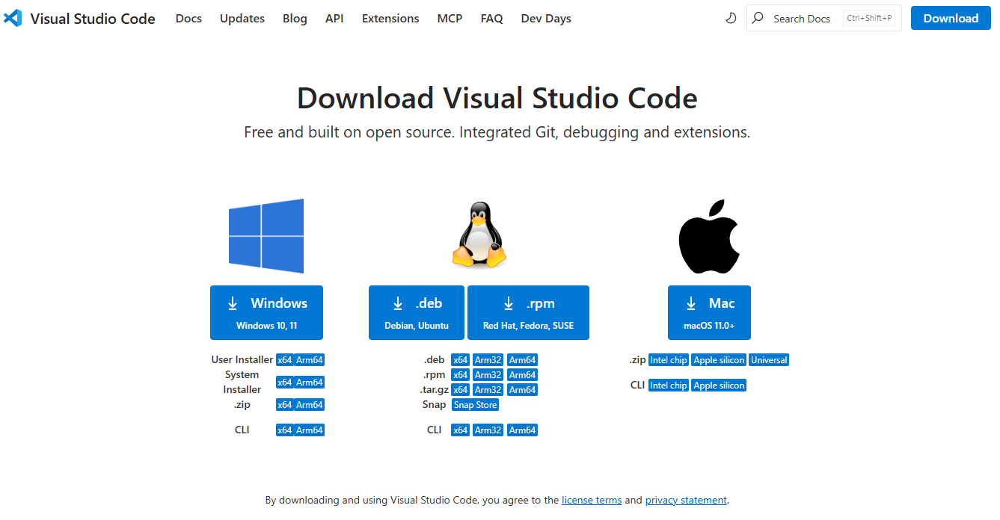 Visual Studio Code Docs Updates Blog API Extensions MCP FAQ Dev Days Search Docs Ctrl+Shift+P Download
Download Visual Studio Code
Free and built on open source. Integrated Git, debugging and extensions.
Windows
Windows 10, 11
User Installer x64 Arm64
System
Installer x64 Arm64
.zip x64 Arm64
CLI x64 Arm64
.deb
Debian, Ubuntu
.rpm
Red Hat, Fedora, SUSE
.deb x64 Arm32 Arm64
.rpm x64 Arm32 Arm64
.tar.gz x64 Arm32 Arm64
Snap Snap Store
CLI x64 Arm32 Arm64
Mac
macOS 11.0+
.zip Intel chip Apple silicon Universal
CLI Intel chip Apple silicon
By downloading and using Visual Studio Code, you agree to the license terms and privacy statement.